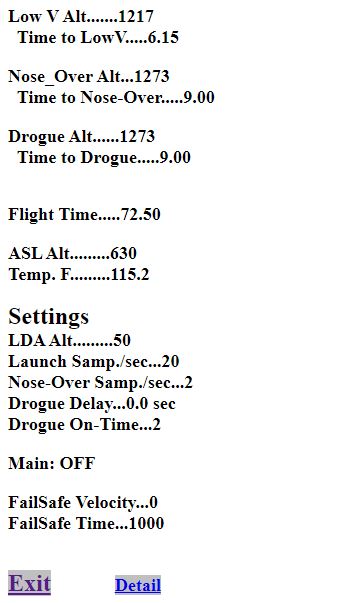 Low V Alt.......1217
Time to LowV.....6.15
Nose_Over Alt...1273
Time to Nose-Over.....9.00
Drogue Alt......1273
Time to Drogue.....9.00
Flight Time.....72.50
ASL Alt.........630
Temp. F.........115.2
Settings
LDA Alt.........50
Launch Samp./sec...20
Nose-Over Samp./sec...2
Drogue Delay...0.0 sec
Drogue On-Time...2
Main: OFF
FailSafe Velocity...0
FailSafe Time...1000
Exit Detail